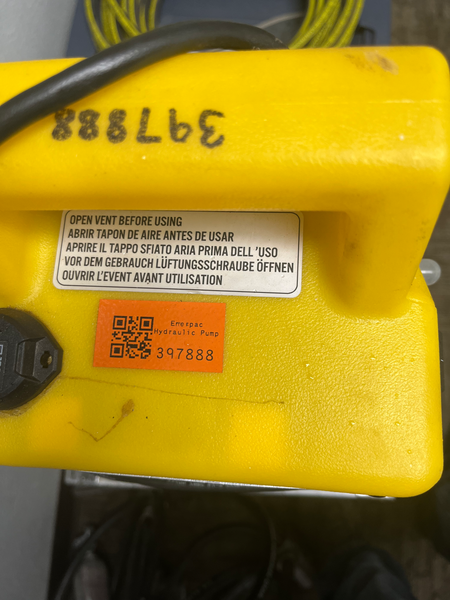 397888
OPEN VENT BEFORE USING
ABRIR TAPON DE AIRE ANTES DE USAR
APRIRE IL TAPPO SFIATO ARIA PRIMA DELL'USO
VOR DEM GEBRAUCH LÜFTUNGSSCHRAUBE ÖFFNEN
OUVRIR L'EVENT AVANT UTILISATION
Enerpac
Hydraulic Pump
397888